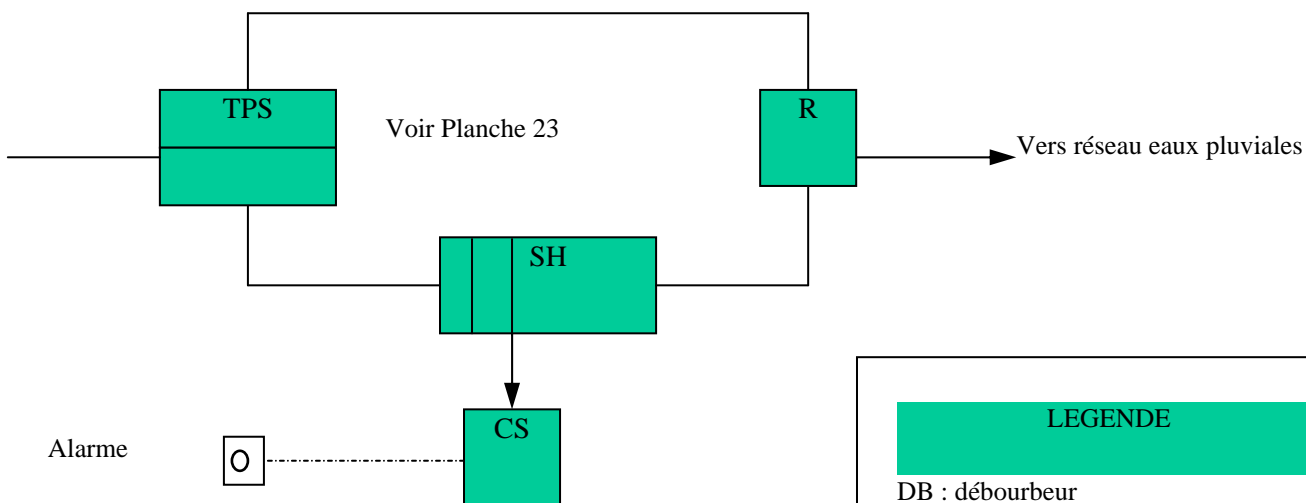 TPS
R
Voir Planche 23
Vers réseau eaux pluviales
SH
CS
Alarme
LEGENDE
DB : débourbeur